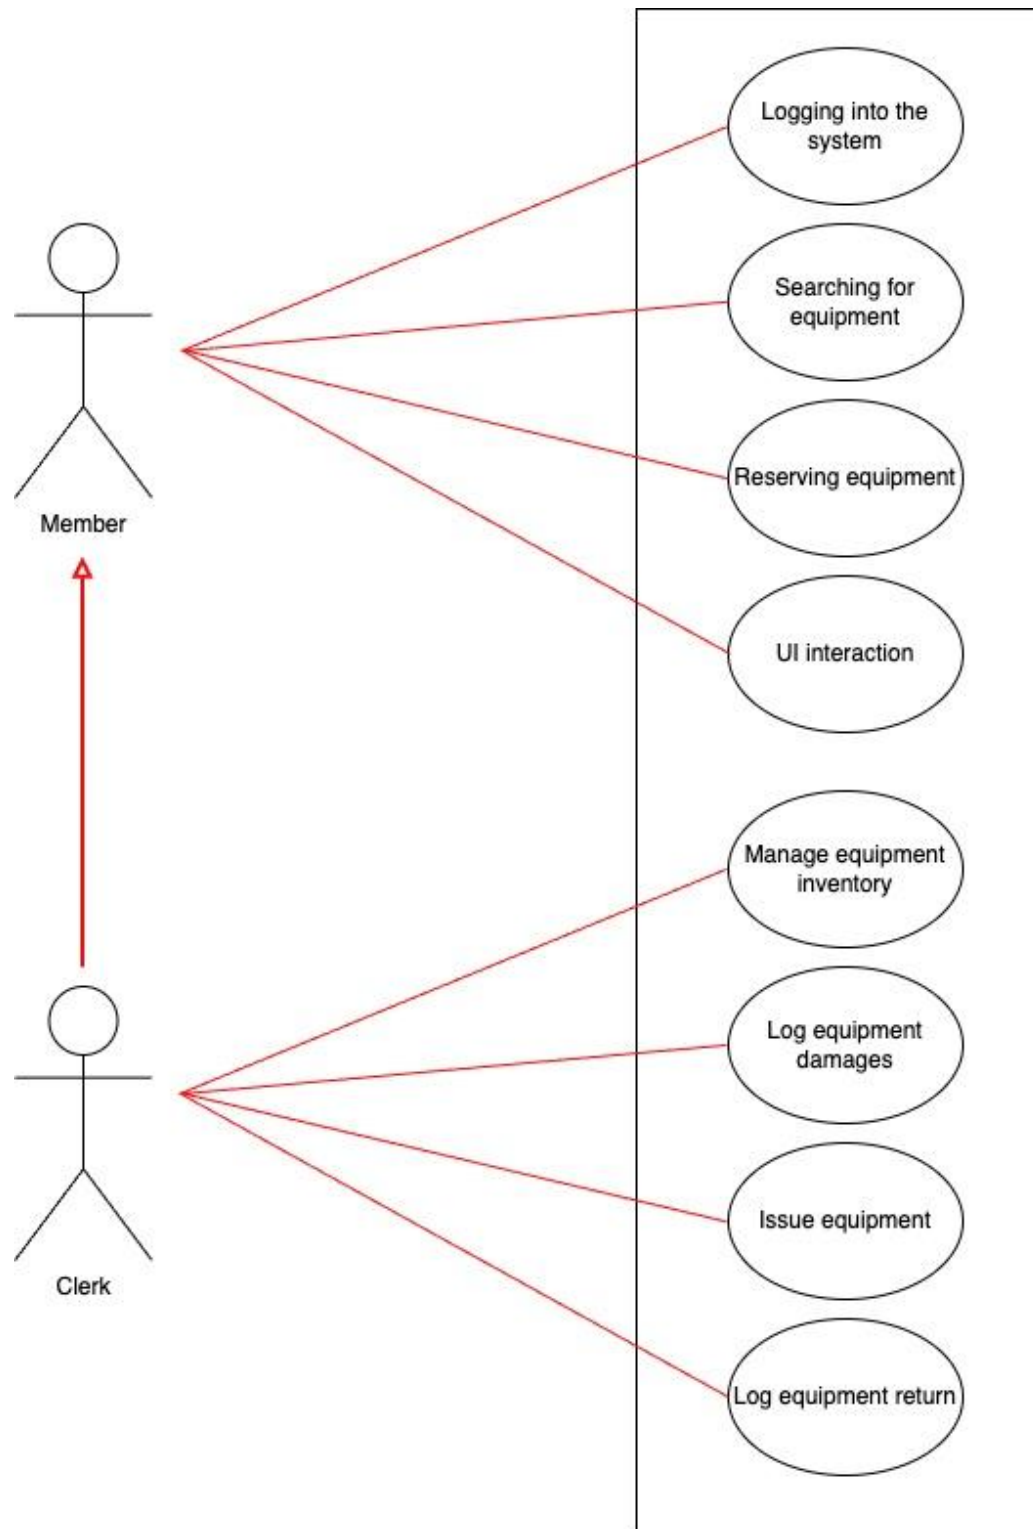 Logging into the
system
Searching for
equipment
Reserving equipment
Member
UI interaction
Manage equipment
inventory
Log equipment
damages
Issue equipment
Clerk
Log equipment return